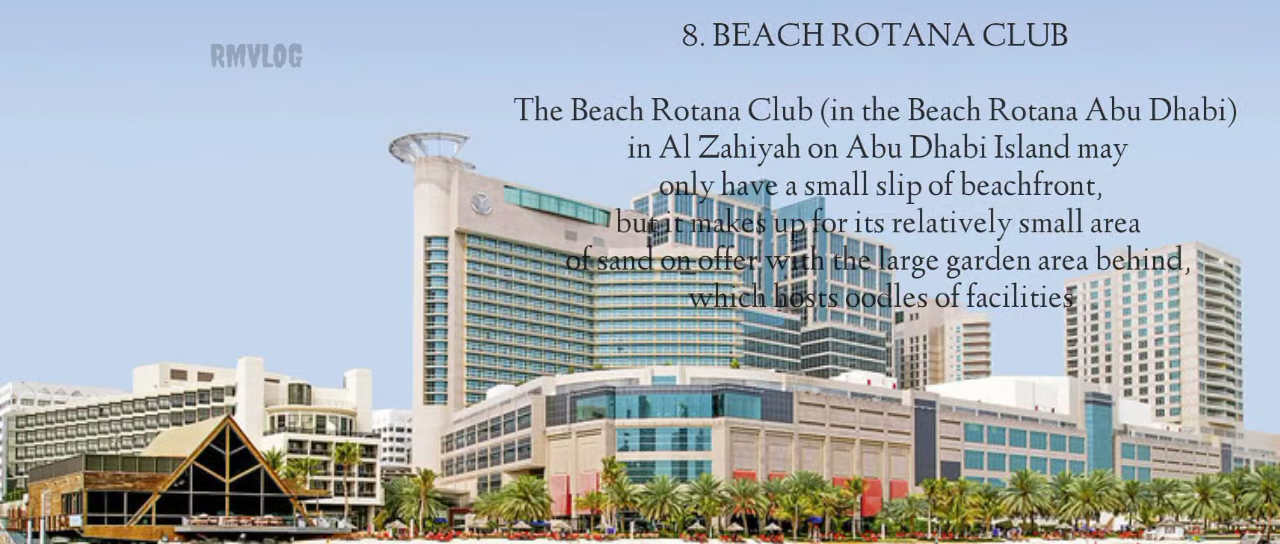 8. BEACH ROTANA CLUB
RMVLOG
The Beach Rotana Club (in the Beach Rotana Abu Dhabi)
in Al Zahiyah on Abu Dhabi Island may
only have a small slip of beachfront,
but it makes up for its relatively small area
of sand on offer with the large garden area behind,
which hosts oodles of facilities